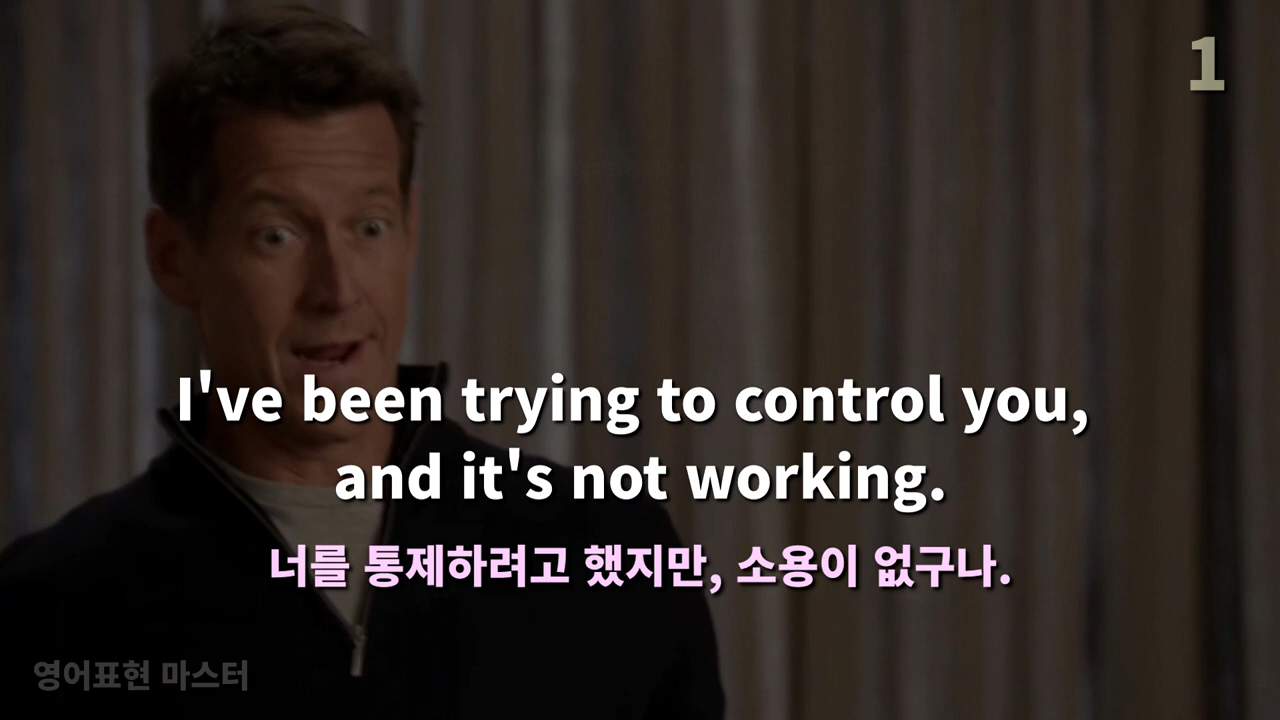 1
I've been trying to control you,
and it's not working.
너를 통제하려고 했지만, 소용이 없구나.
영어표현 마스터